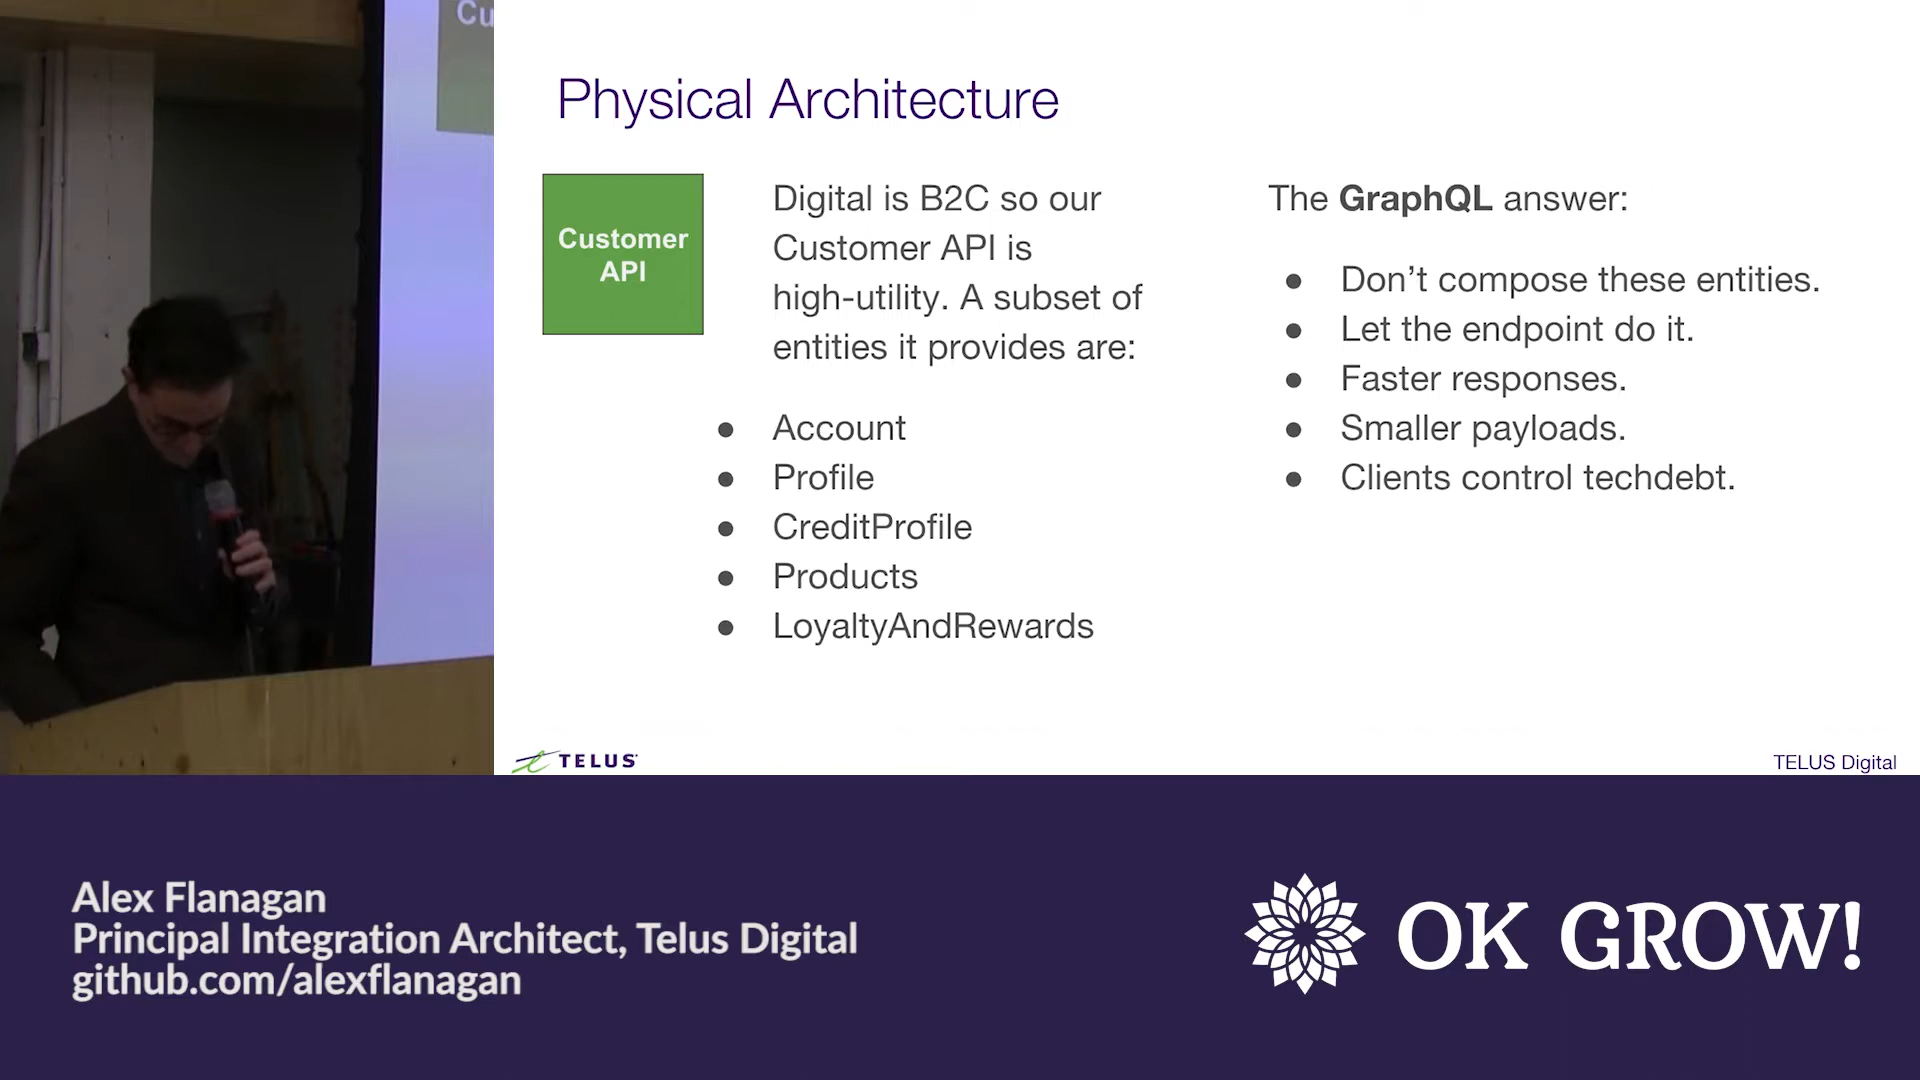 Cu
Physical Architecture
Customer
API
Digital is B2C so our
Customer API is
high-utility. A subset of
entities it provides are:
● Account
● Profile
● CreditProfile
● Products
● LoyaltyAndRewards
The GraphQL answer:
● Don’t compose these entities.
● Let the endpoint do it.
● Faster responses.
● Smaller payloads.
● Clients control techdebt.
TELUS
TELUS Digital
Alex Flanagan
Principal Integration Architect, Telus Digital
github.com/alexflanagan
OK GROW!